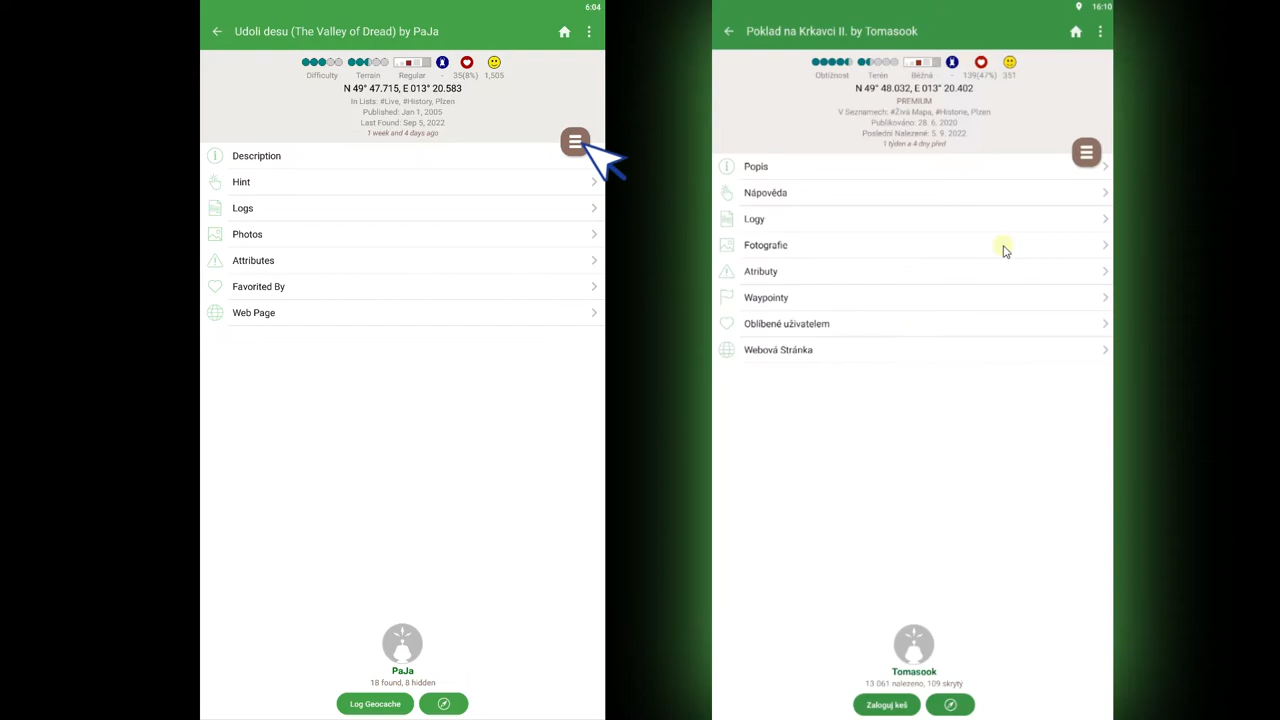 6:04
Udoli desu (The Valley of Dread) by PaJa
Difficulty Terrain Regular - 35(8%) 1,505
N 49° 47.715, E 013° 20.583
In Lists: #Live, #History, Plzen
Published: Jan 1, 2005
Last Found: Sep 5, 2022
1 week and 4 days ago
Description
Hint
Logs
Photos
Attributes
Favorited By
Web Page
PaJa
18 found, 8 hidden
Log Geocache
16:10
Poklad na Krkavci II. by Tomasook
Obtížnost Terén Běžná - 139(47%) 351
N 49° 48.032, E 013° 20.402
PREMIUM
V Seznamech: #Živá Mapa, #Historie, Plzen
Publikováno: 28. 6. 2020
Poslední Nalezené: 5. 9. 2022
1 týden a 4 dny před
Popis
Nápověda
Logy
Fotografie
Atributy
Waypointy
Oblíbené uživatelem
Webová Stránka
Tomasook
13 061 nalezeno, 109 skrytý
Zaloguj keš